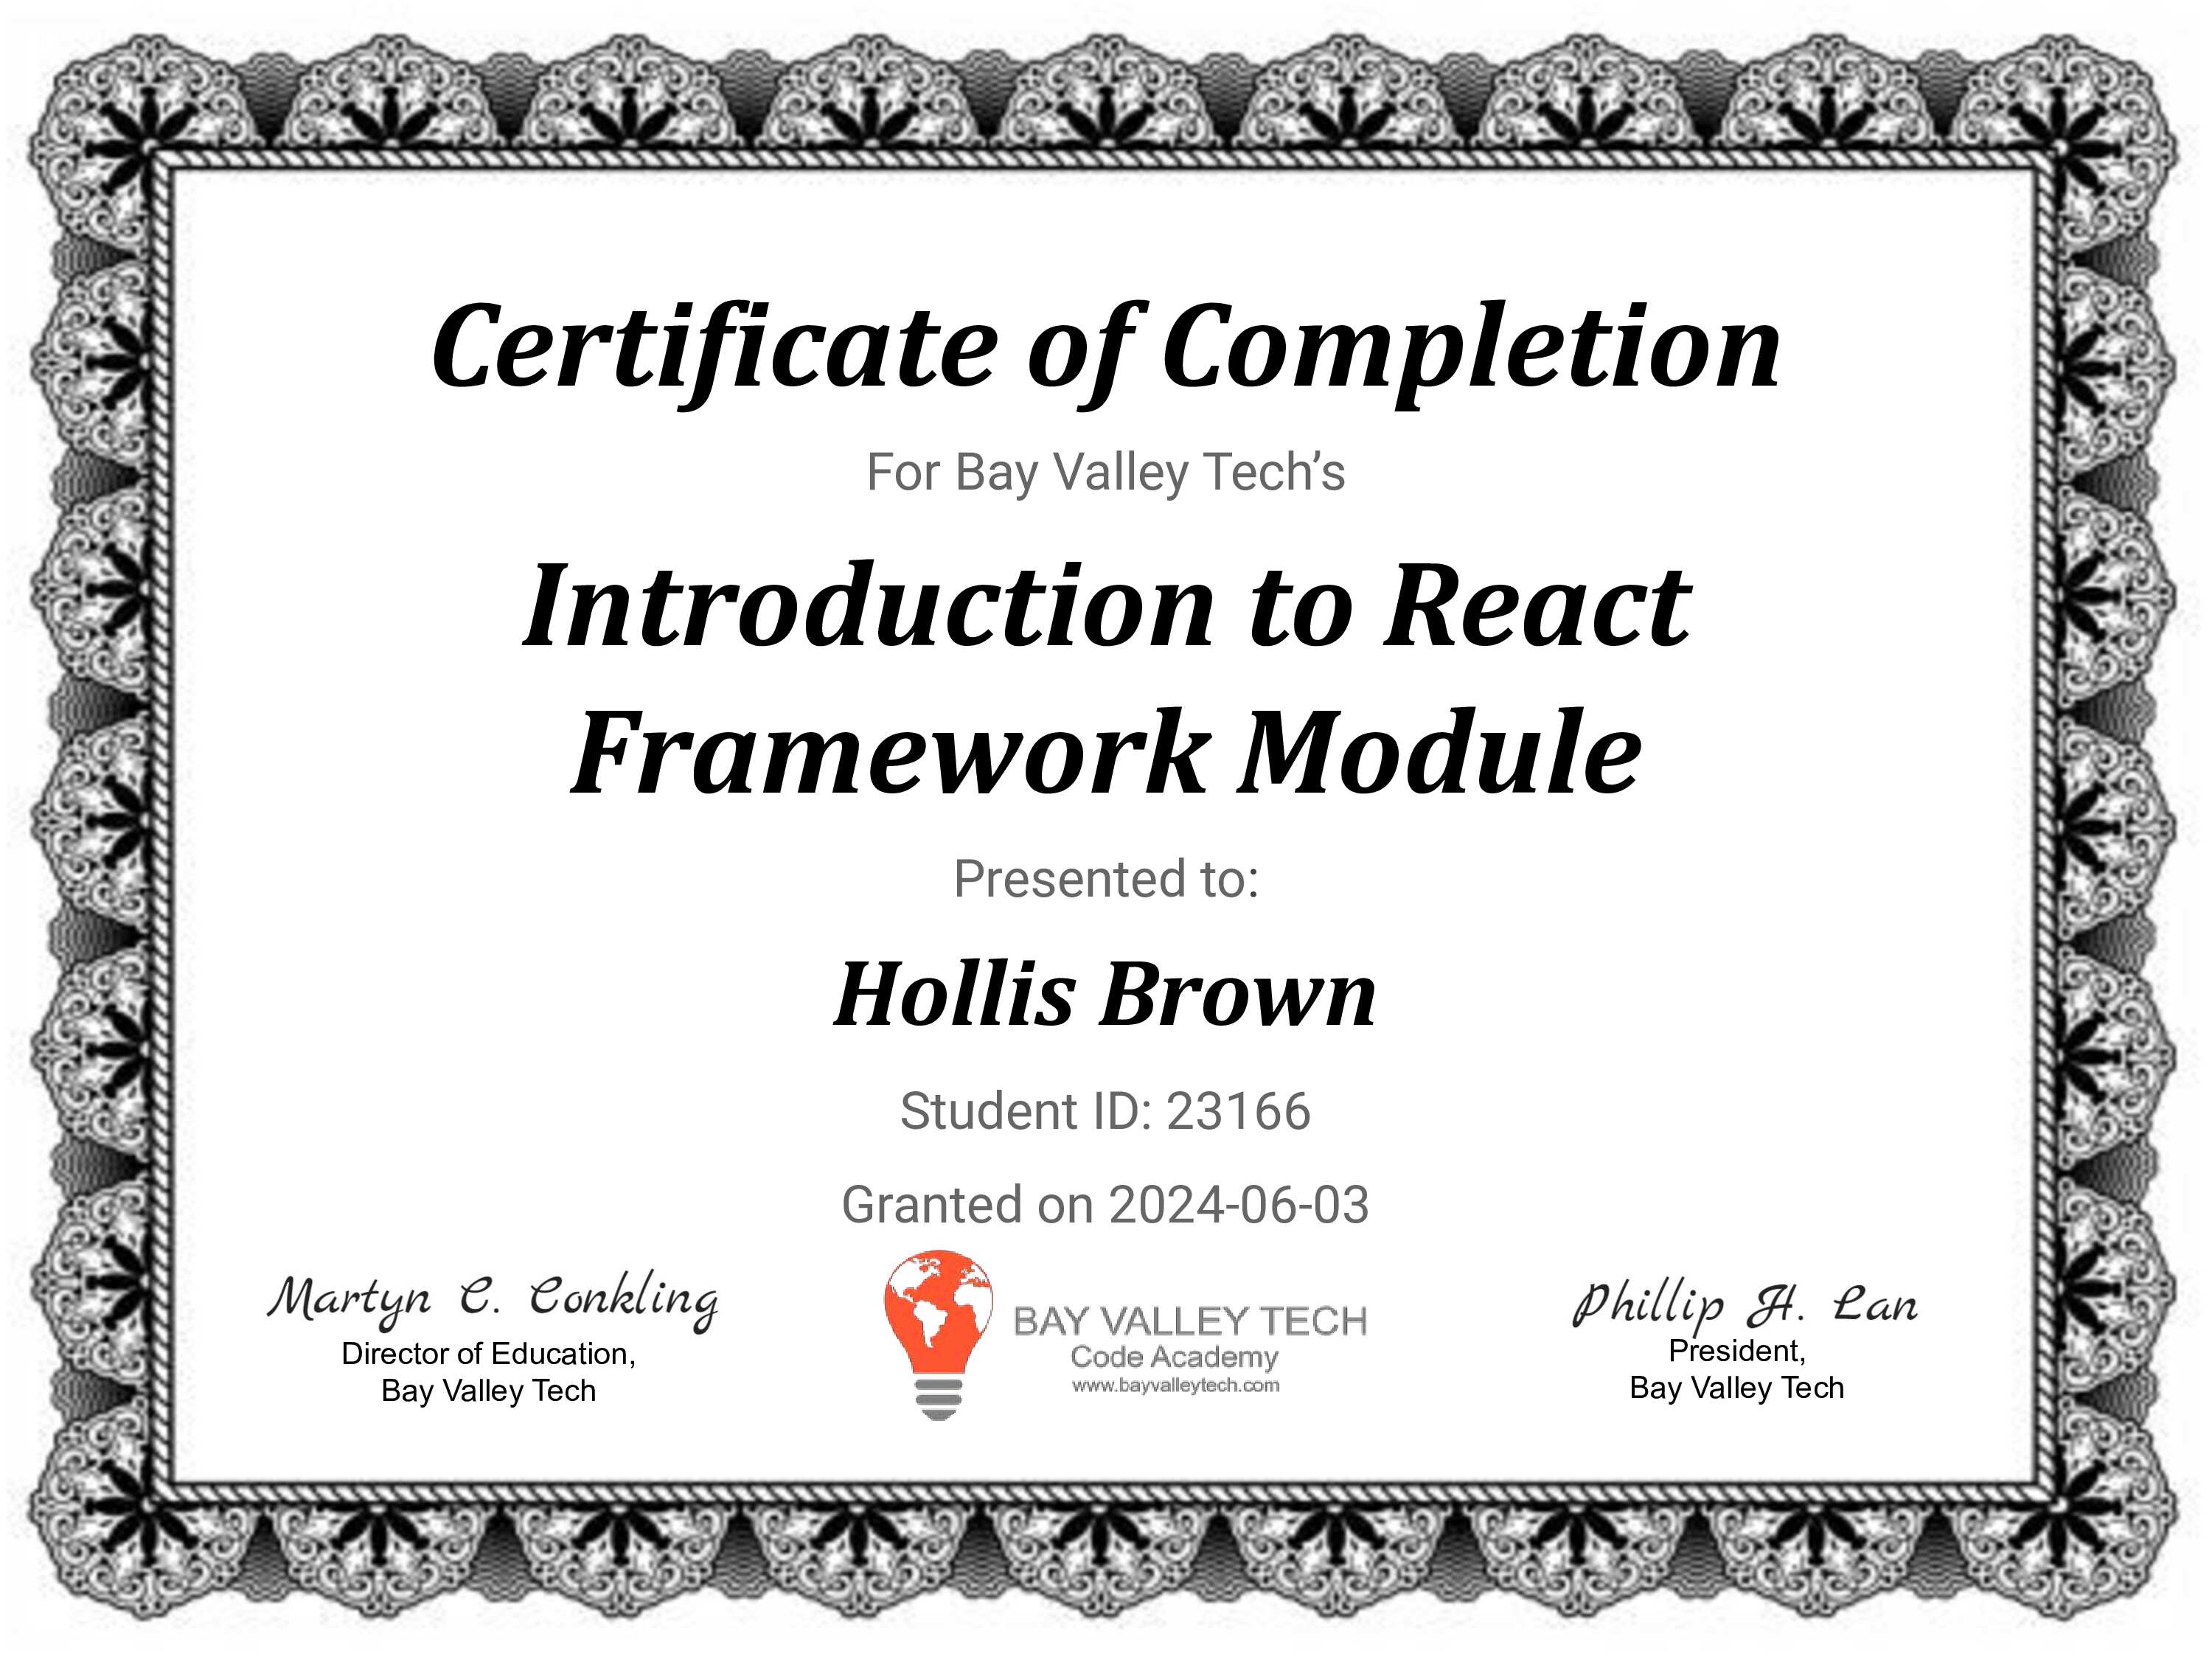 Certificate of Completion
For Bay Valley Tech’s
Introduction to React
Framework Module
Presented to:
Hollis Brown
Student ID: 23166
Granted on 2024-06-03
Martyn C. Conkling
Director of Education,
Bay Valley Tech
BAY VALLEY TECH
Code Academy
www.bayvalleytech.com
Phillip H. Lan
President,
Bay Valley Tech